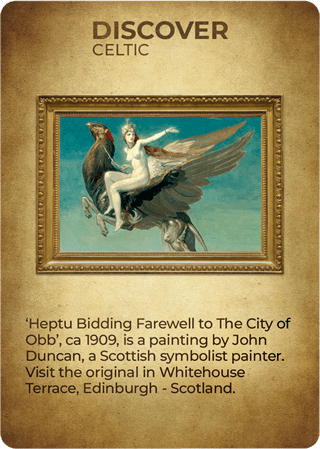 DISCOVER
CELTIC
‘Heptu Bidding Farewell to The City of
Obb’, ca 1909, is a painting by John
Duncan, a Scottish symbolist painter.
Visit the original in Whitehouse
Terrace, Edinburgh - Scotland.